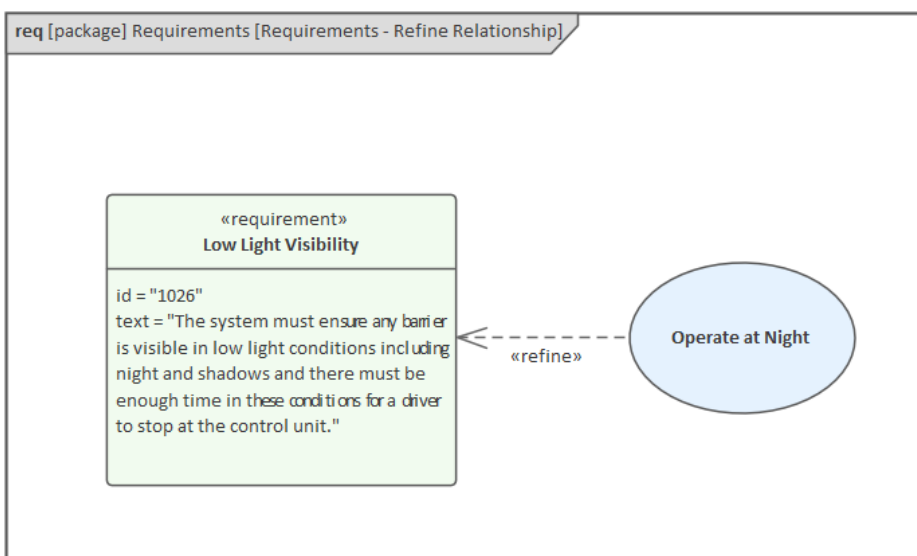 req [package] Requirements [Requirements - Refine Relationship]
«requirement»
Low Light Visibility
id = "1026"
text = "The system must ensure any barrier
is visible in low light conditions including
night and shadows and there must be
enough time in these conditions for a driver
to stop at the control unit."
«refine»
Operate at Night